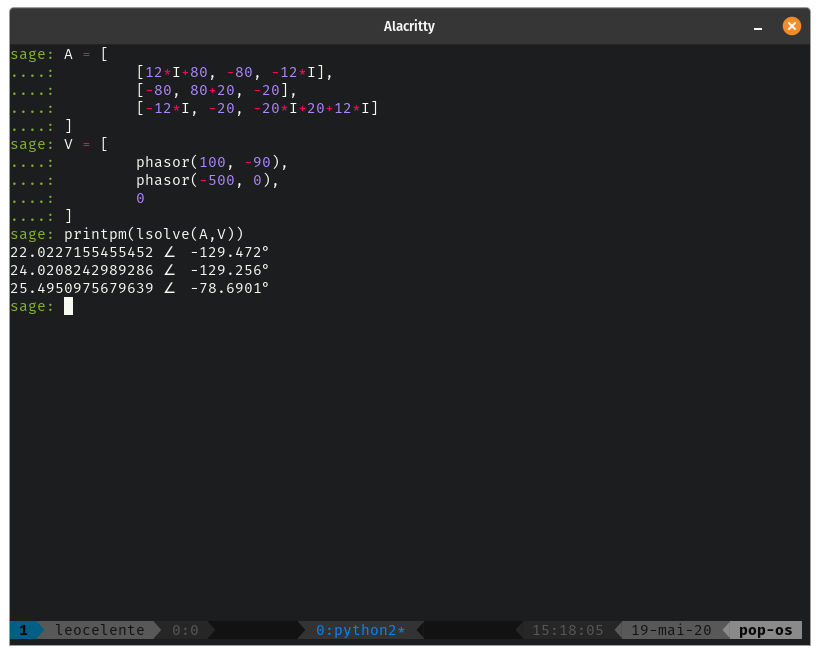 Alacritty
sage: A = [
....:         [12*I+80, -80, -12*I],
....:         [-80, 80+20, -20],
....:         [-12*I, -20, -20*I+20+12*I]
....: ]
sage: V = [
....:         phasor(100, -90),
....:         phasor(-500, 0),
....:         0
....: ]
sage: printpm(lsolve(A,V))
22.0227155455452 ∠ -129.472°
24.0208242989286 ∠ -129.256°
25.4950975679639 ∠ -78.6901°
sage:
1 leocelente 0:0 0:python2* 15:18:05 19-mai-20 pop-os